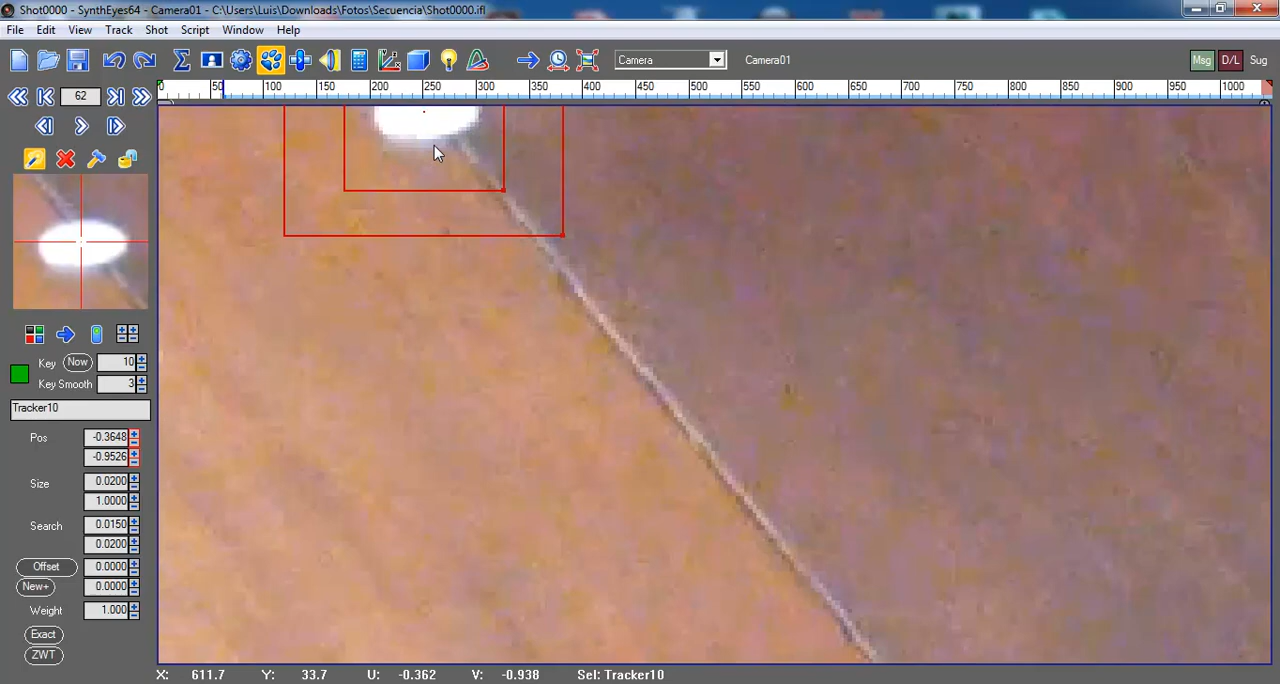 Shot0000 - SynthEyes64 - Camera01 - C:\Users\Luis\Downloads\Fotos\Secuencia\Shot0000.ifl
File Edit View Track Shot Script Window Help
Camera Camera01 Msg D/L Sug
0 50 100 150 200 250 300 350 400 450 500 550 600 650 700 750 800 850 900 950 1000
62
Key Now 10
Key Smooth 3
Tracker10
Pos -0.3648
-0.9526
Size 0.0200
1.0000
Search 0.0150
0.0200
Offset 0.0000
New+ 0.0000
Weight 1.000
Exact
ZWT
X: 611.7 Y: 33.7 U: -0.362 V: -0.938 Sel: Tracker10